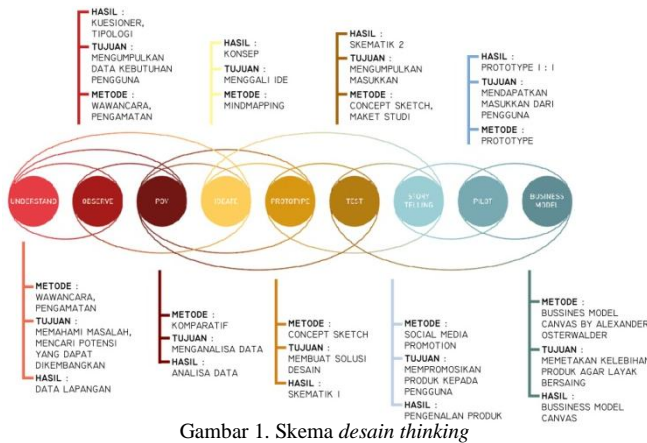 HASIL :
KUESIONER,
TIPOLOGI
TUJUAN :
MENGUMPULKAN
DATA KEBUTUHAN
PENGGUNA
METODE :
WAWANCARA,
PENGAMATAN
HASIL :
KONSEP
TUJUAN :
MENGGALI IDE
METODE :
MINDMAPPING
HASIL :
SKEMATIK 2
TUJUAN :
MENGUMPULKAN
MASUKKAN
METODE :
CONCEPT SKETCH,
MAKET STUDI
HASIL :
PROTOTYPE 1 : 1
TUJUAN :
MENDAPATKAN
MASUKKAN DARI
PENGGUNA
METODE :
PROTOTYPE
UNDERSTAND
OBSERVE
POV
IDEATE
PROTOTYPE
TEST
STORY
TELLING
PILOT
BUSINESS
MODEL
METODE :
WAWANCARA,
PENGAMATAN
TUJUAN :
MEMAHAMI MASALAH,
MENCARI POTENSI
YANG DAPAT
DIKEMBANGKAN
HASIL :
DATA LAPANGAN
METODE :
KOMPARATIF
TUJUAN :
MENGANALISA DATA
HASIL :
ANALISA DATA
METODE :
CONCEPT SKETCH
TUJUAN :
MEMBUAT SOLUSI
DESAIN
HASIL :
SKEMATIK 1
METODE :
SOCIAL MEDIA
PROMOTION
TUJUAN :
MEMPROMOSIKAN
PRODUK KEPADA
PENGGUNA
HASIL :
PENGENALAN PRODUK
METODE :
BUSSINES MODEL
CANVAS BY ALEXANDER
OSTERWALDER
TUJUAN :
MEMETAKAN KELEBIHAN
PRODUK AGAR LAYAK
BERSAING
HASIL :
BUSSINESS MODEL
CANVAS
Gambar 1. Skema desain thinking